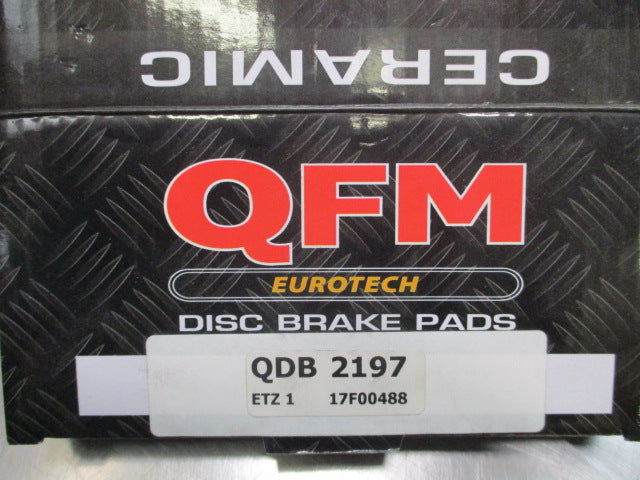 CERAMIC
QFM
EUROTECH
DISC BRAKE PADS
QDB 2197
ETZ 1 17F00488